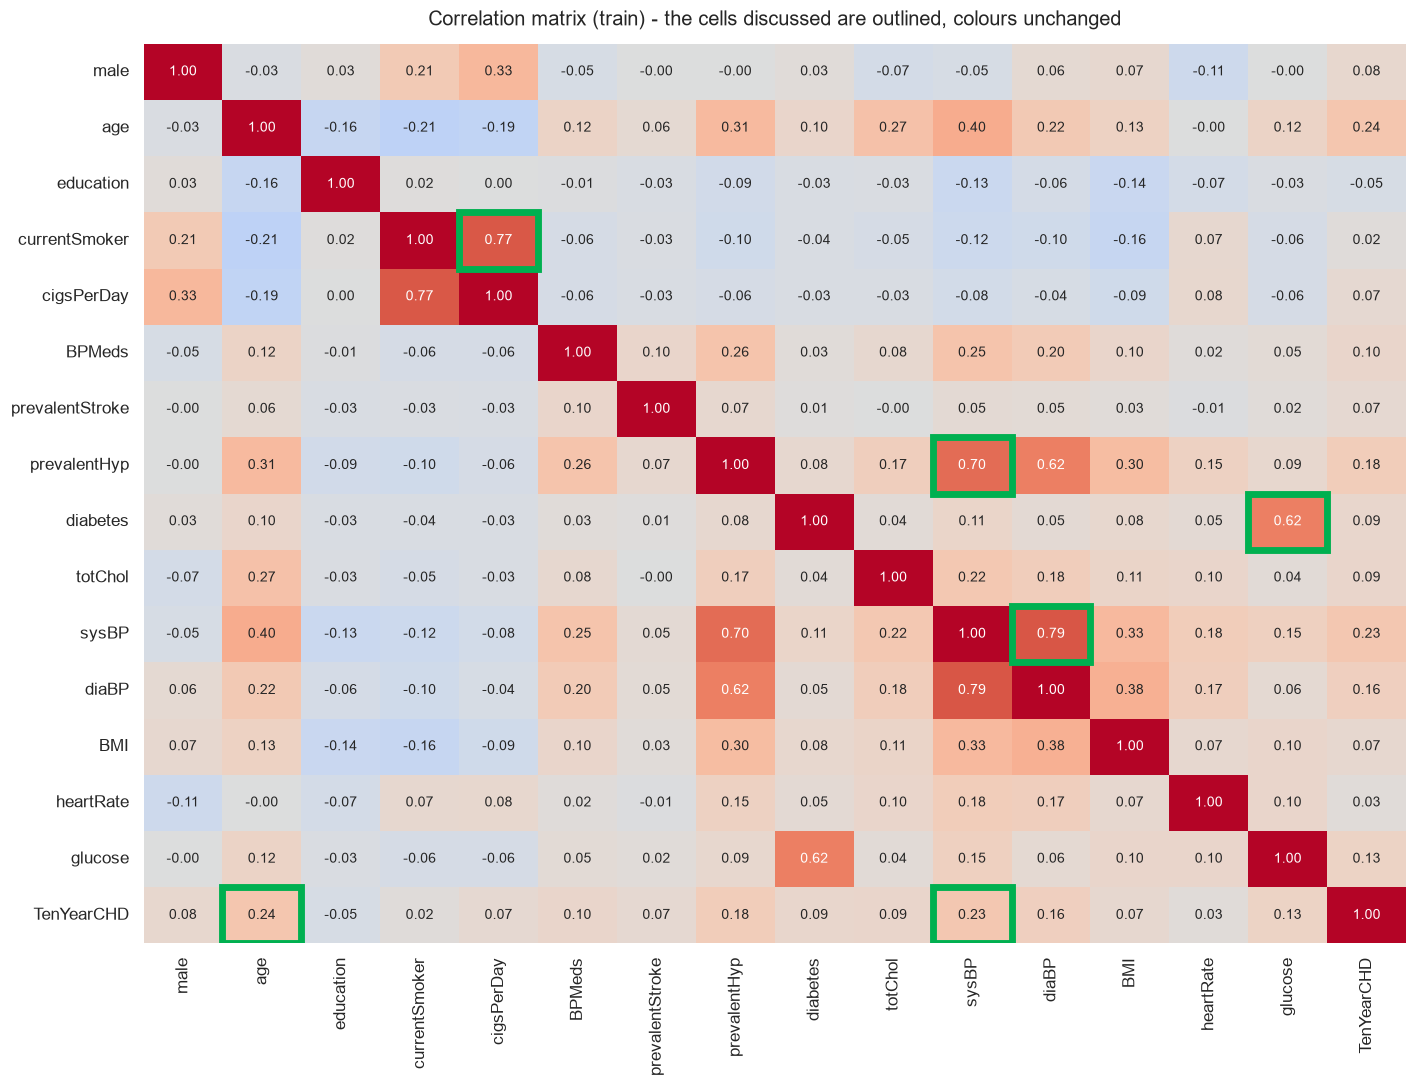 Correlation matrix (train) - the cells discussed are outlined, colours unchanged
male 1.00 -0.03 0.03 0.21 0.33 -0.05 -0.00 -0.00 0.03 -0.07 -0.05 0.06 0.07 -0.11 -0.00 0.08
age -0.03 1.00 -0.16 -0.21 -0.19 0.12 0.06 0.31 0.10 0.27 0.40 0.22 0.13 -0.00 0.12 0.24
education 0.03 -0.16 1.00 0.02 0.00 -0.01 -0.03 -0.09 -0.03 -0.03 -0.13 -0.06 -0.14 -0.07 -0.03 -0.05
currentSmoker 0.21 -0.21 0.02 1.00 0.77 -0.06 -0.03 -0.10 -0.04 -0.05 -0.12 -0.10 -0.16 0.07 -0.06 0.02
cigsPerDay 0.33 -0.19 0.00 0.77 1.00 -0.06 -0.03 -0.06 -0.03 -0.03 -0.08 -0.04 -0.09 0.08 -0.06 0.07
BPMeds -0.05 0.12 -0.01 -0.06 -0.06 1.00 0.10 0.26 0.03 0.08 0.25 0.20 0.10 0.02 0.05 0.10
prevalentStroke -0.00 0.06 -0.03 -0.03 -0.03 0.10 1.00 0.07 0.01 -0.00 0.05 0.05 0.03 -0.01 0.02 0.07
prevalentHyp -0.00 0.31 -0.09 -0.10 -0.06 0.26 0.07 1.00 0.08 0.17 0.70 0.62 0.30 0.15 0.09 0.18
diabetes 0.03 0.10 -0.03 -0.04 -0.03 0.03 0.01 0.08 1.00 0.04 0.11 0.05 0.08 0.05 0.62 0.09
totChol -0.07 0.27 -0.03 -0.05 -0.03 0.08 -0.00 0.17 0.04 1.00 0.22 0.18 0.11 0.10 0.04 0.09
sysBP -0.05 0.40 -0.13 -0.12 -0.08 0.25 0.05 0.70 0.11 0.22 1.00 0.79 0.33 0.18 0.15 0.23
diaBP 0.06 0.22 -0.06 -0.10 -0.04 0.20 0.05 0.62 0.05 0.18 0.79 1.00 0.38 0.17 0.06 0.16
BMI 0.07 0.13 -0.14 -0.16 -0.09 0.10 0.03 0.30 0.08 0.11 0.33 0.38 1.00 0.07 0.10 0.07
heartRate -0.11 -0.00 -0.07 0.07 0.08 0.02 -0.01 0.15 0.05 0.10 0.18 0.17 0.07 1.00 0.10 0.03
glucose -0.00 0.12 -0.03 -0.06 -0.06 0.05 0.02 0.09 0.62 0.04 0.15 0.06 0.10 0.10 1.00 0.13
TenYearCHD 0.08 0.24 -0.05 0.02 0.07 0.10 0.07 0.18 0.09 0.09 0.23 0.16 0.07 0.03 0.13 1.00
male age education currentSmoker cigsPerDay BPMeds prevalentStroke prevalentHyp diabetes totChol sysBP diaBP BMI heartRate glucose TenYearCHD